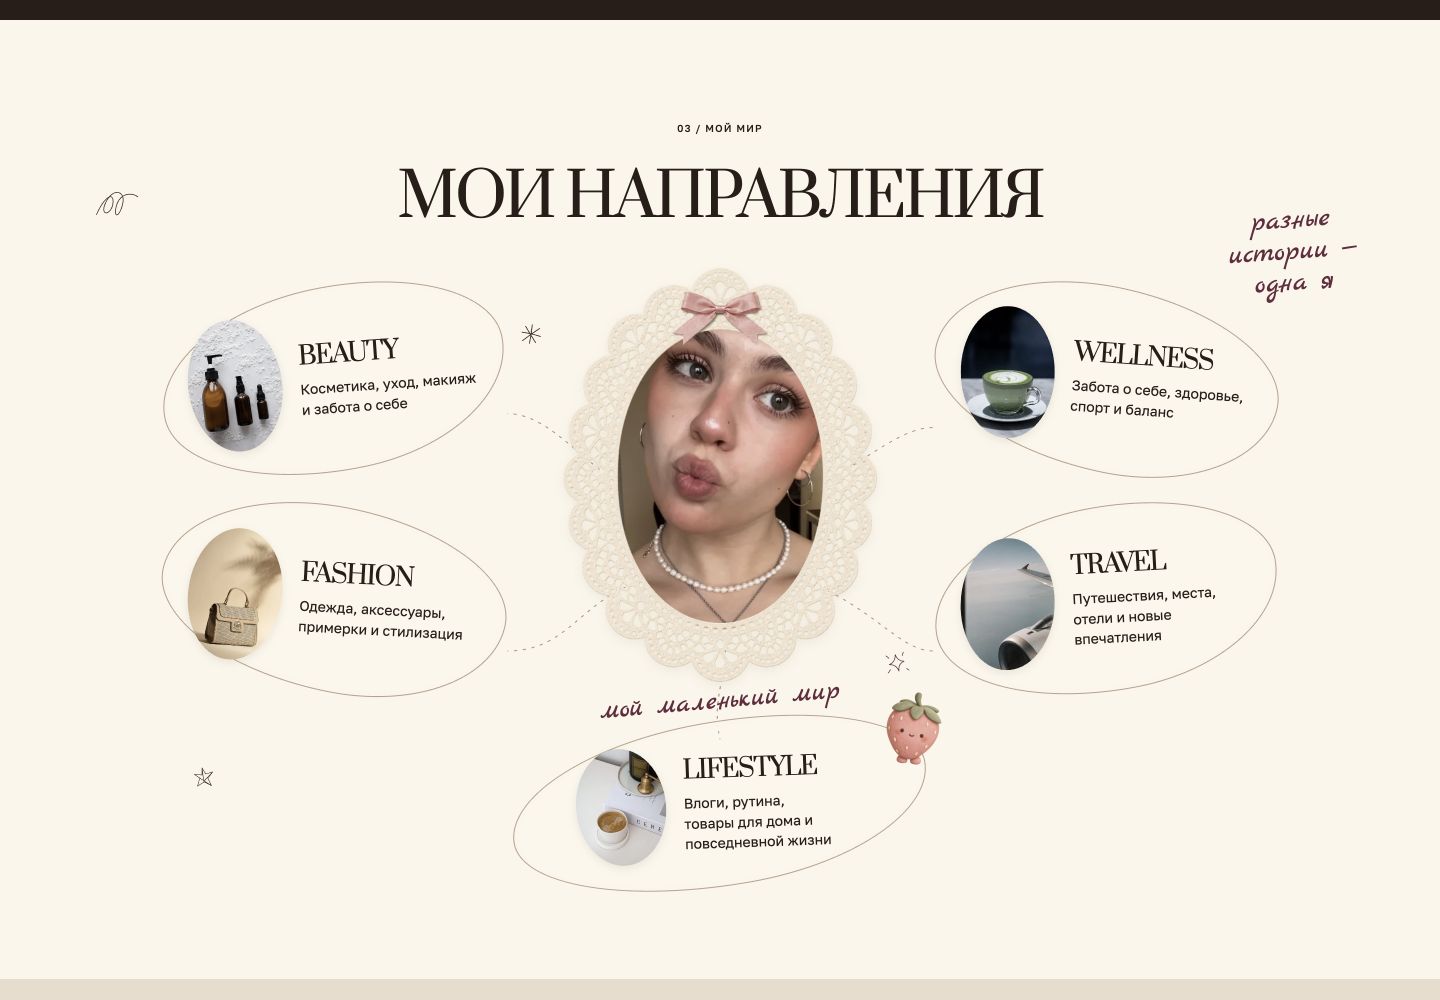 03 / МОЙ МИР
МОИ НАПРАВЛЕНИЯ
разные
истории —
одна я
BEAUTY
Косметика, уход, макияж
и забота о себе
WELLNESS
Забота о себе, здоровье,
спорт и баланс
FASHION
Одежда, аксессуары,
примерки и стилизация
TRAVEL
Путешествия, места,
отели и новые
впечатления
мой маленький мир
LIFESTYLE
Влоги, рутина,
товары для дома и
повседневной жизни